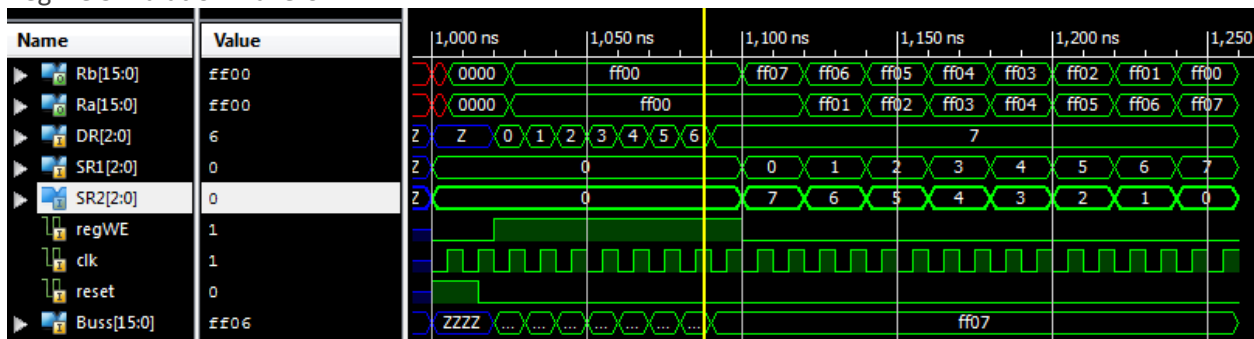 Name Value 1,000 ns 1,050 ns 1,100 ns 1,150 ns 1,200 ns 1,250
Rb[15:0] ff00 0000 ff00 ff07 ff06 ff05 ff04 ff03 ff02 ff01 ff00
Ra[15:0] ff00 0000 ff00 ff01 ff02 ff03 ff04 ff05 ff06 ff07
DR[2:0] 6 Z Z 0 1 2 3 4 5 6 7
SR1[2:0] 0 Z 0 0 1 2 3 4 5 6 7
SR2[2:0] 0 Z 0 7 6 5 4 3 2 1 0
regWE 1
clk 1
reset 0
Buss[15:0] ff06 ZZZZ ... ... ... ... ... ... ... ff07